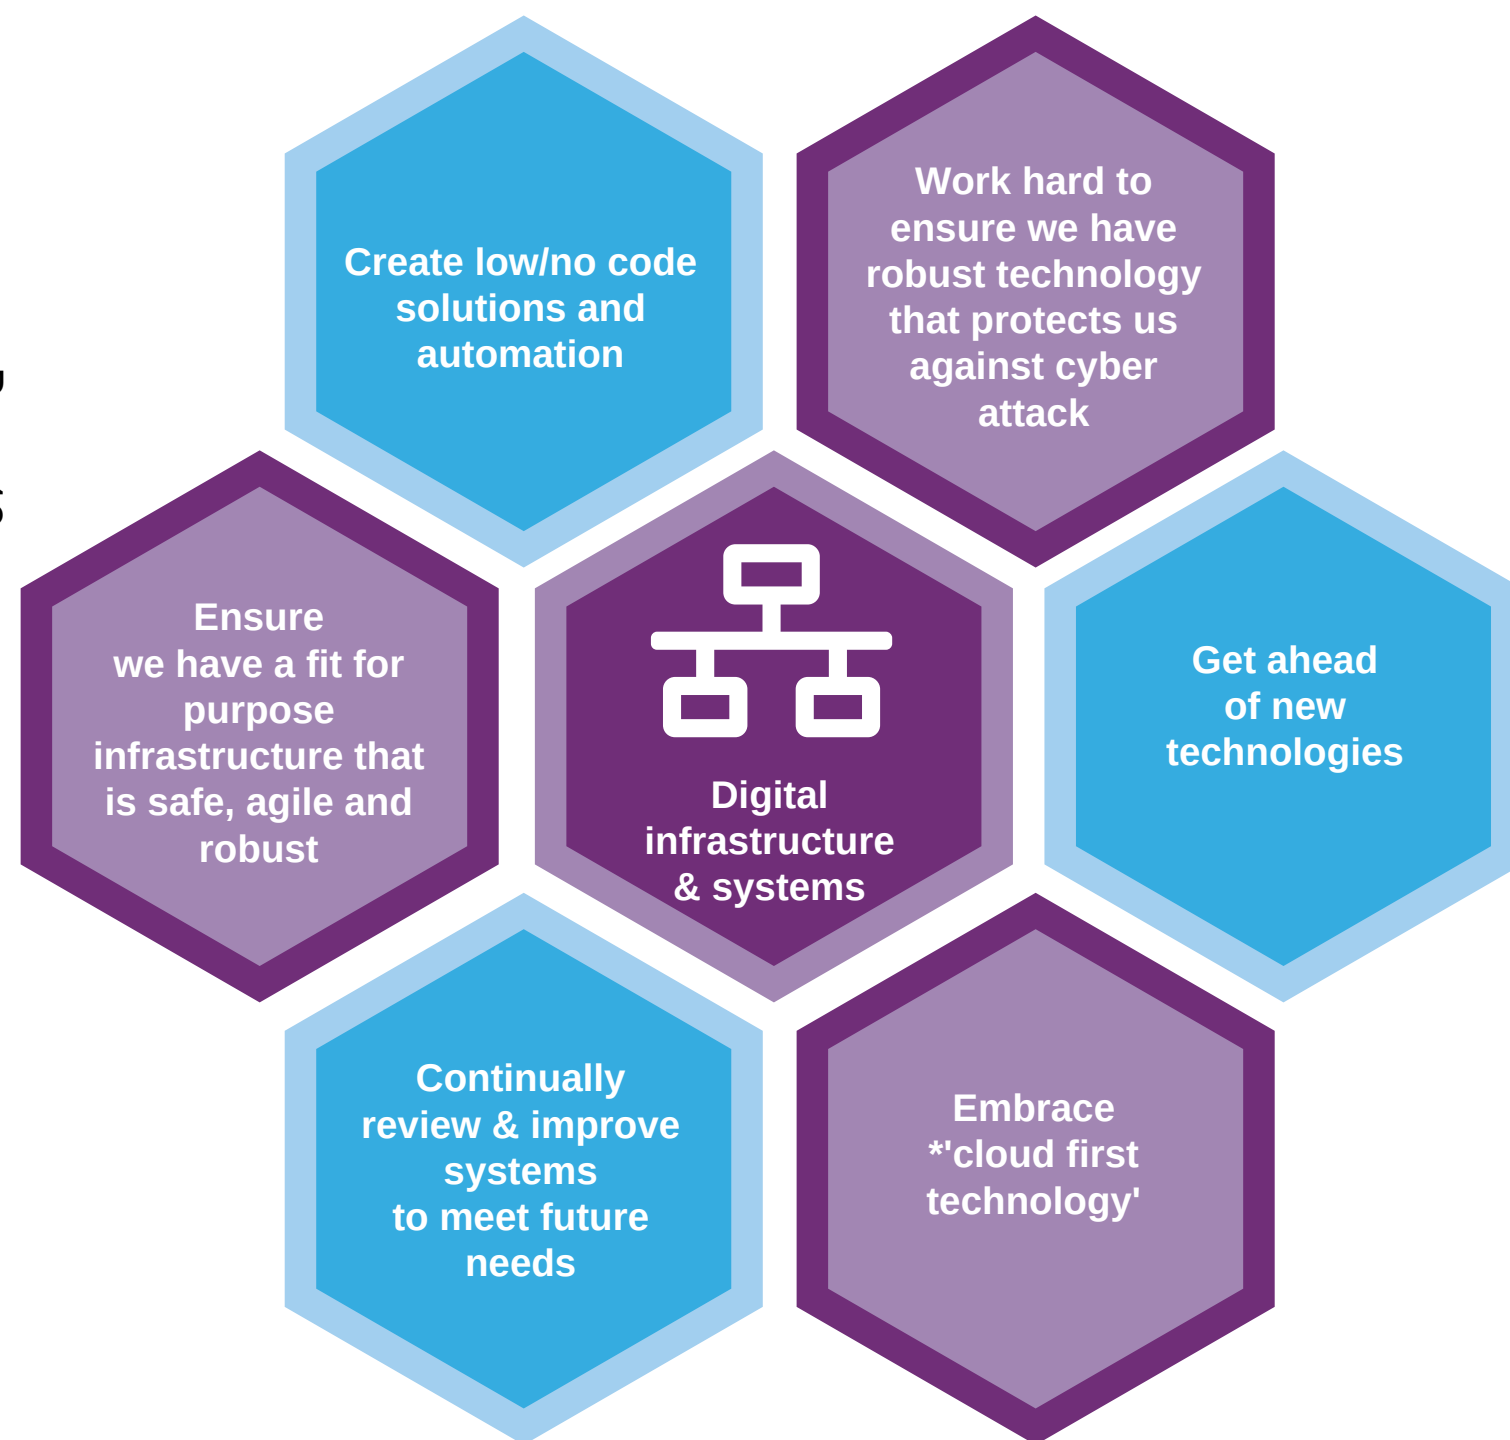 Create low/no code
solutions and
automation
Work hard to
ensure we have
robust technology
that protects us
against cyber
attack
Ensure
we have a fit for
purpose
infrastructure that
is safe, agile and
robust
Digital
infrastructure
& systems
Get ahead
of new
technologies
Continually
review & improve
systems
to meet future
needs
Embrace
*'cloud first
technology'